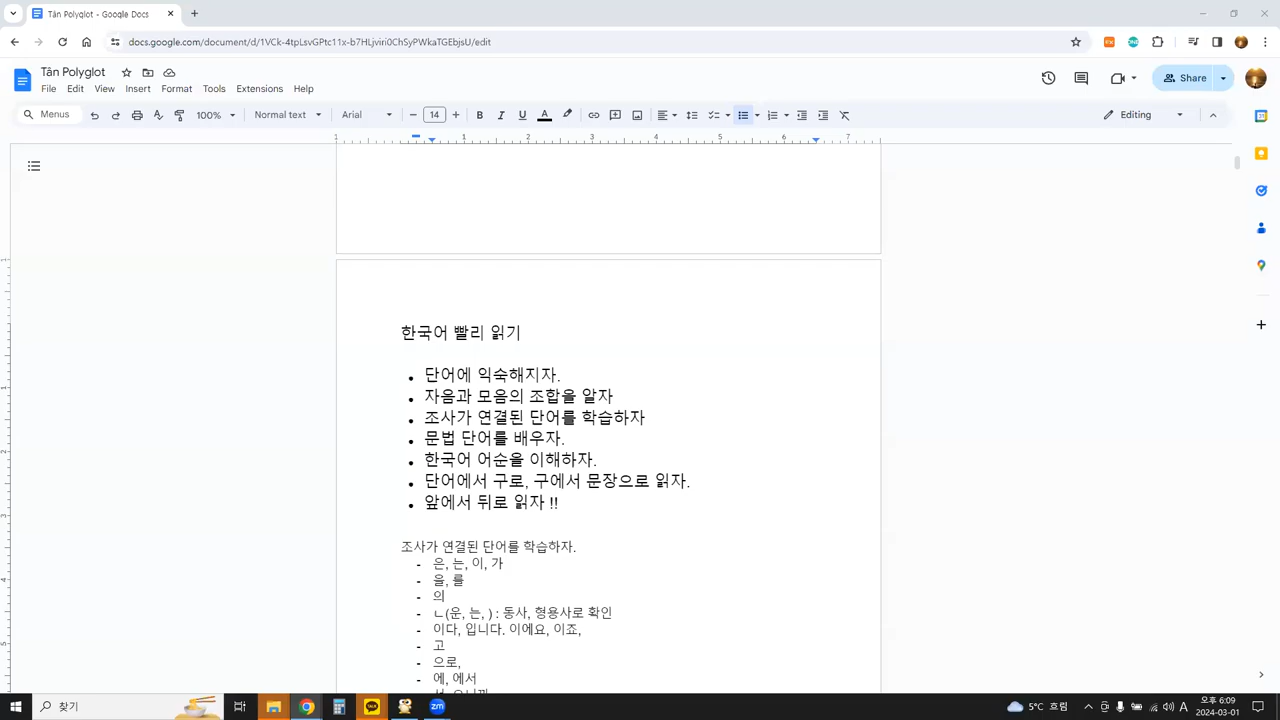 Tân Polyglot - Google Docs
docs.google.com/document/d/1VCk-4tpLsvGPtc11x-b7HLjviri0ChSyPWkaTGEbjsU/edit
Tân Polyglot
Share
File Edit View Insert Format Tools Extensions Help
Menus 100% Normal text Arial 14 Editing
1 1 2 3 4 5 6 7
한국어 빨리 읽기
● 단어에 익숙해지자.
● 자음과 모음의 조합을 알자
● 조사가 연결된 단어를 학습하자
● 문법 단어를 배우자.
● 한국어 어순을 이해하자.
● 단어에서 구로, 구에서 문장으로 읽자.
● 앞에서 뒤로 읽자 !!
조사가 연결된 단어를 학습하자.
- 은, 는, 이, 가
- 을, 를
- 의
- ㄴ(운, 는, ) : 동사, 형용사로 확인
- 이다, 입니다. 이에요, 이죠,
- 고
- 으로,
- 에, 에서
찾기
5°C 흐림
A
오후 6:09
2024-03-01